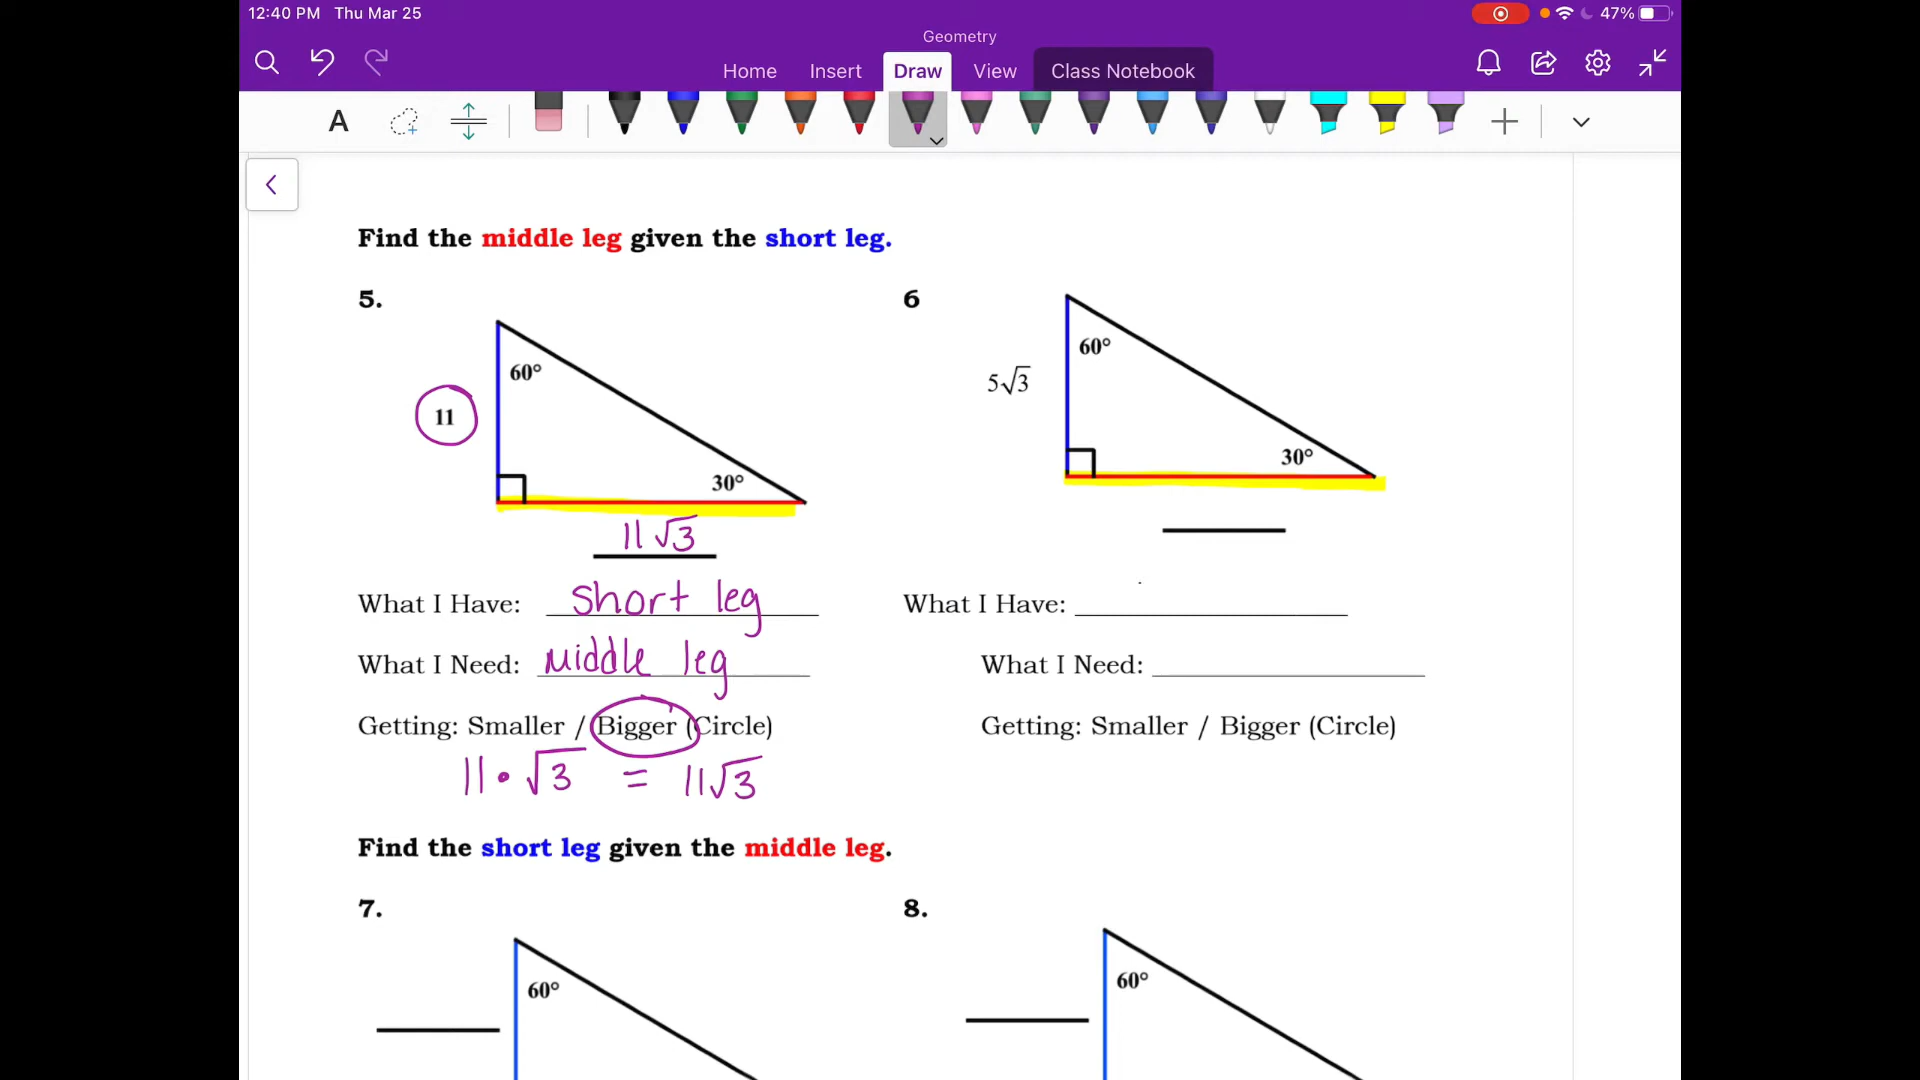 12:40 PM Thu Mar 25
47%
Geometry
Home Insert Draw View Class Notebook
A
Find the middle leg given the short leg.
5.
60°
11
30°
11√3
What I Have: short leg
What I Need: middle leg
Getting: Smaller / Bigger (Circle)
11 • √3 = 11√3
6
60°
5√3
30°
What I Have:
What I Need:
Getting: Smaller / Bigger (Circle)
Find the short leg given the middle leg.
7.
60°
8.
60°